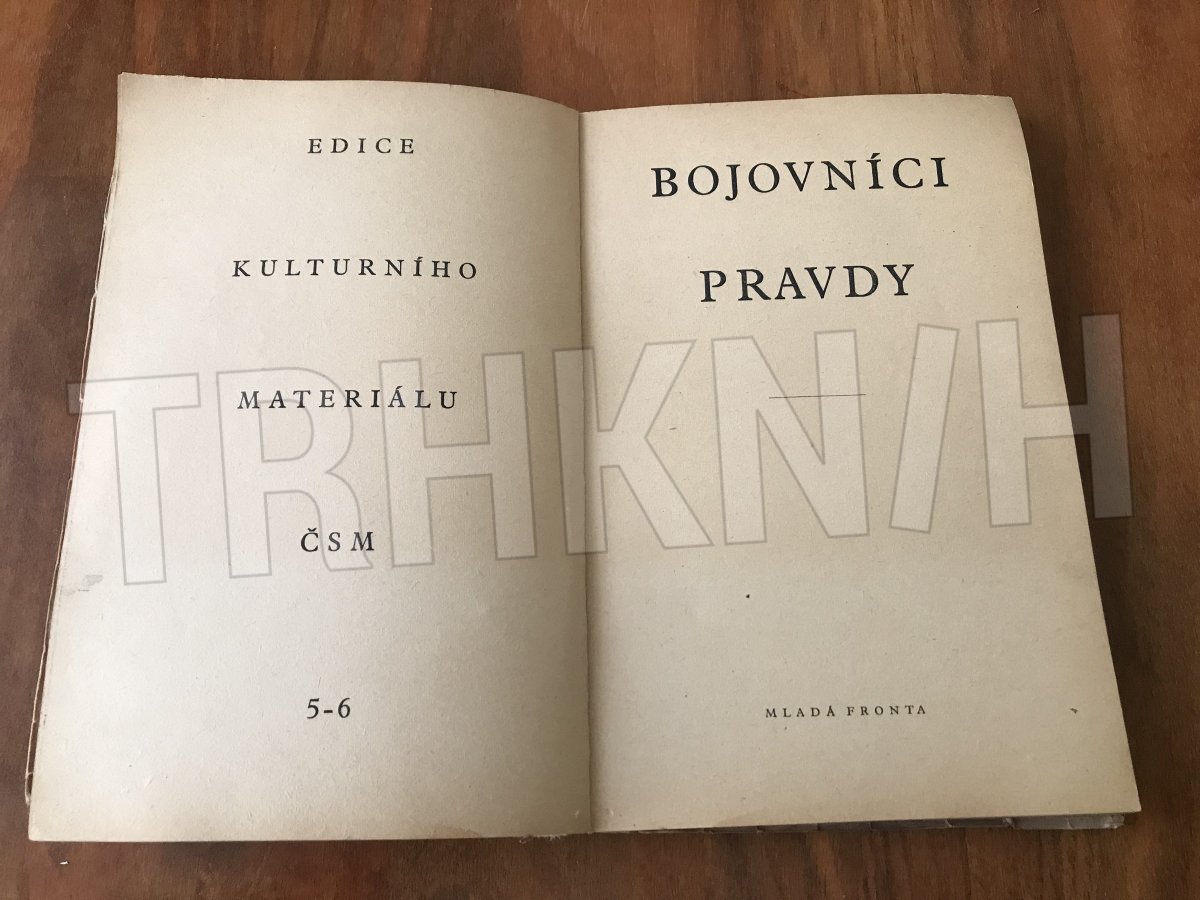 EDICE
KULTURNÍHO
MATERIÁLU
ČSM
5-6
BOJOVNÍCI
PRAVDY
MLADÁ FRONTA
TRHKNIH